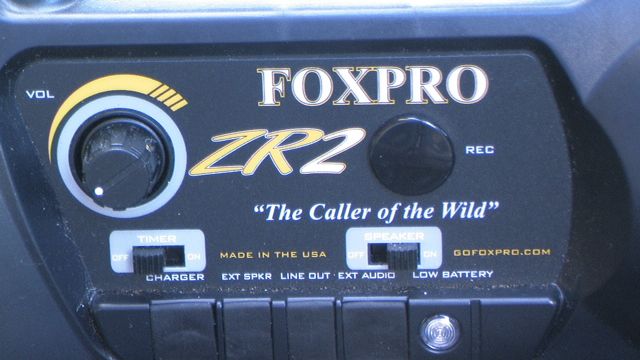 VOL
FOXPRO
ZR2
REC
"The Caller of the Wild"
TIMER
OFF ON
MADE IN THE USA
SPEAKER
OFF ON
GOFOXPRO.COM
CHARGER EXT SPKR LINE OUT · EXT AUDIO LOW BATTERY